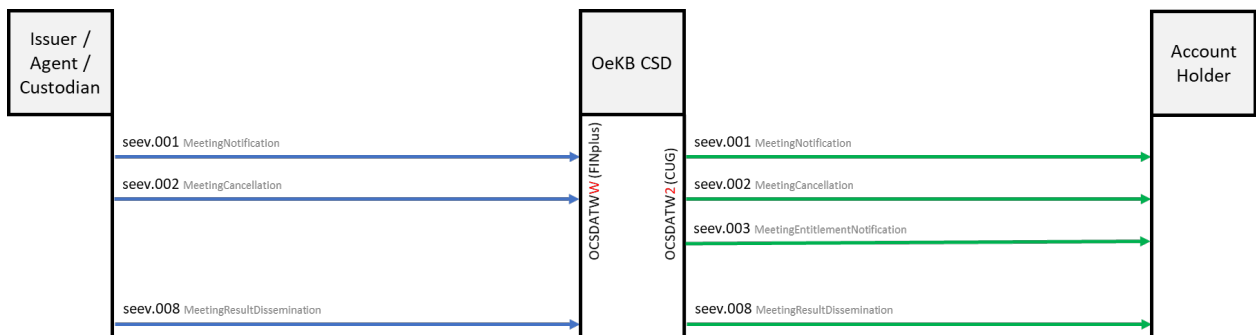 Issuer /
Agent /
Custodian
OeKB CSD
Account
Holder
seev.001 MeetingNotification
seev.002 MeetingCancellation
seev.008 MeetingResultDissemination
OCSDATWW (FINplus)
OCSDATW2 (CUG)
seev.001 MeetingNotification
seev.002 MeetingCancellation
seev.003 MeetingEntitlementNotification
seev.008 MeetingResultDissemination